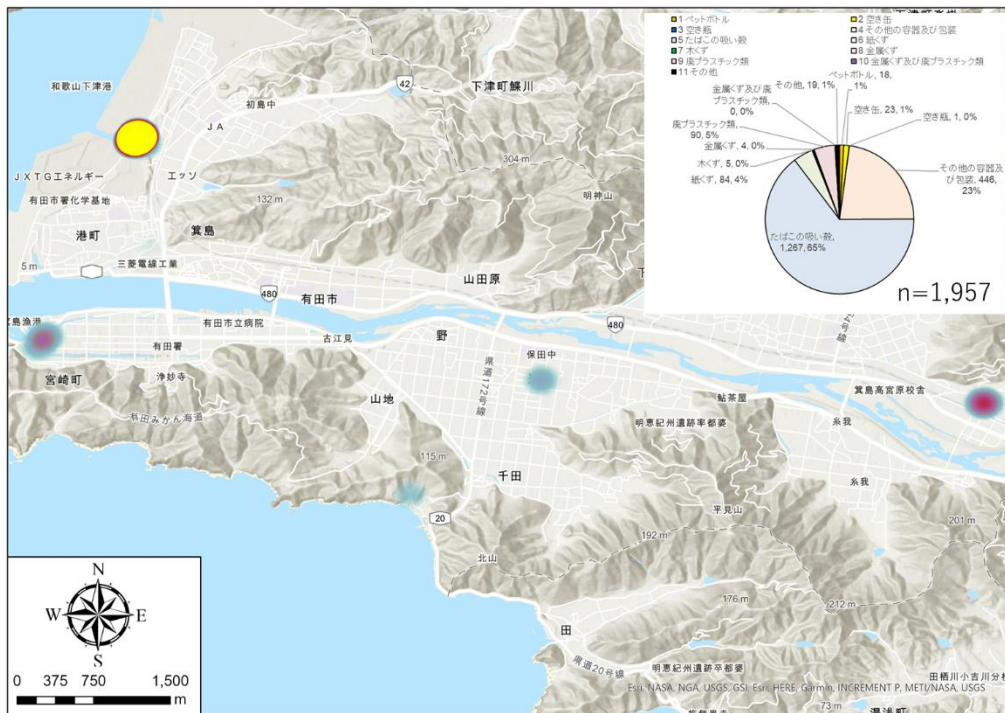 1 ペットボトル
2 空き缶
3 空き瓶
4 その他の容器及び包装
5 たばこの吸い殻
6 紙くず
7 木くず
8 金属くず
9 廃プラスチック類
10 金属くず及び廃プラスチック類
11 その他
金属くず及び廃
プラスチック類,
0, 0%
その他, 19, 1%
ペットボトル, 18,
1%
空き缶, 23, 1%
空き瓶, 1, 0%
廃プラスチック類,
90, 5%
金属くず, 4, 0%
木くず, 5, 0%
紙くず, 84, 4%
その他の容器及
び包装, 446,
23%
たばこの吸い殻,
1,267, 65%
n=1,957
和歌山下津港
初島中
42
下津町鰈川
ＪＡ
ＪＸＴＧエネルギー
エッソ
有田市署化学基地
304 m
明神山
132 m
港町
箕島
5 m
三菱電線工業
山田原
480
有田市
有田市立病院
480
有田署
古江見
野
保田中
県道172号線
宮崎町
浄妙寺
有田みかん海道
山地
鮎茶屋
箕島高宮原校舎
明恵紀州遺跡率都婆
糸我
糸我
115 m
千田
20
平見山
192 m
201 m
北山
176 m
212 m
田
県道20号線
明恵紀州遺跡卒都婆
73 m
田栖川小吉川分校
湯浅町
N
W
E
S
0 375 750 1,500
m
Esri, NASA, NGA, USGS, GSI, Esri, HERE, Garmin, INCREMENT P, METI/NASA, USGS